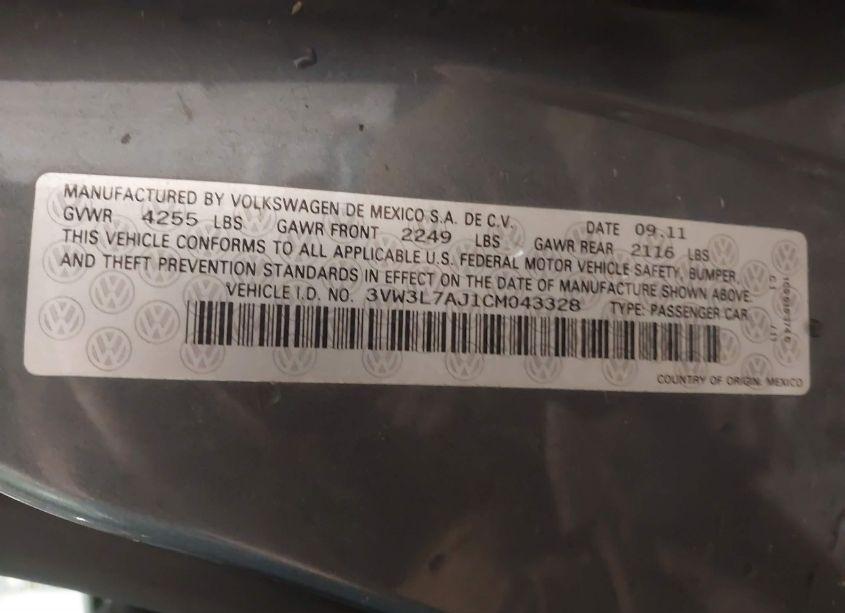 MANUFACTURED BY VOLKSWAGEN DE MEXICO S.A. DE C.V. DATE 09.11
GVWR 4255 LBS GAWR FRONT 2249 LBS GAWR REAR 2116 LBS
THIS VEHICLE CONFORMS TO ALL APPLICABLE U.S. FEDERAL MOTOR VEHICLE SAFETY, BUMPER,
AND THEFT PREVENTION STANDARDS IN EFFECT ON THE DATE OF MANUFACTURE SHOWN ABOVE.
VEHICLE I.D. NO. 3VW3L7AJ1CM043328 TYPE: PASSENGER CAR
COUNTRY OF ORIGIN: MEXICO